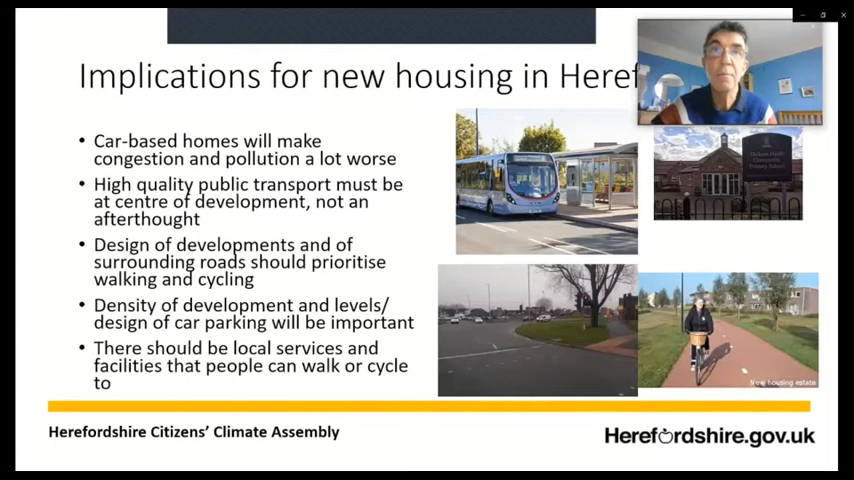 Implications for new housing in Heref
• Car-based homes will make
congestion and pollution a lot worse
• High quality public transport must be
at centre of development, not an
afterthought
• Design of developments and of
surrounding roads should prioritise
walking and cycling
• Density of development and levels/
design of car parking will be important
• There should be local services and
facilities that people can walk or cycle
to
Primary School
New housing estate
Herefordshire Citizens' Climate Assembly
Herefordshire.gov.uk